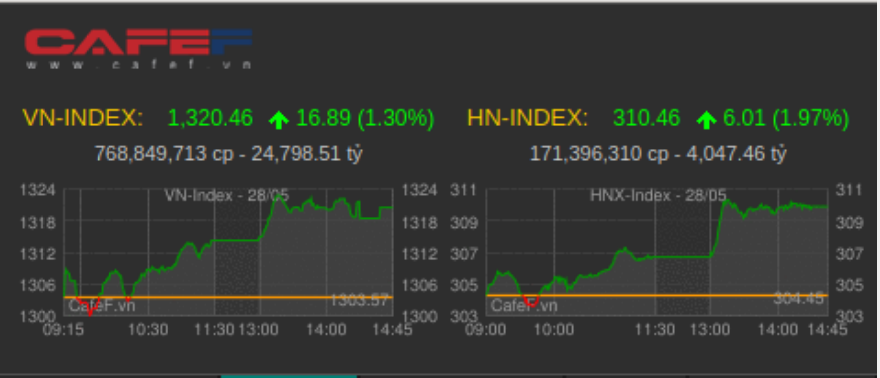 CAFEF
www.cafef.vn
VN-INDEX: 1,320.46 16.89 (1.30%)
768,849,713 cp - 24,798.51 tỷ
VN-Index - 28/05
1324
1318
1312
1306
1300
1324
1318
1312
1306
1300
1303.57
CafeF.vn
09:15 10:30 11:30 13:00 14:00 14:45
HN-INDEX: 310.46 6.01 (1.97%)
171,396,310 cp - 4,047.46 tỷ
HNX-Index - 28/05
311
309
307
305
303
311
309
307
305
303
304.45
CafeF.vn
09:00 10:00 11:30 13:00 14:00 14:45